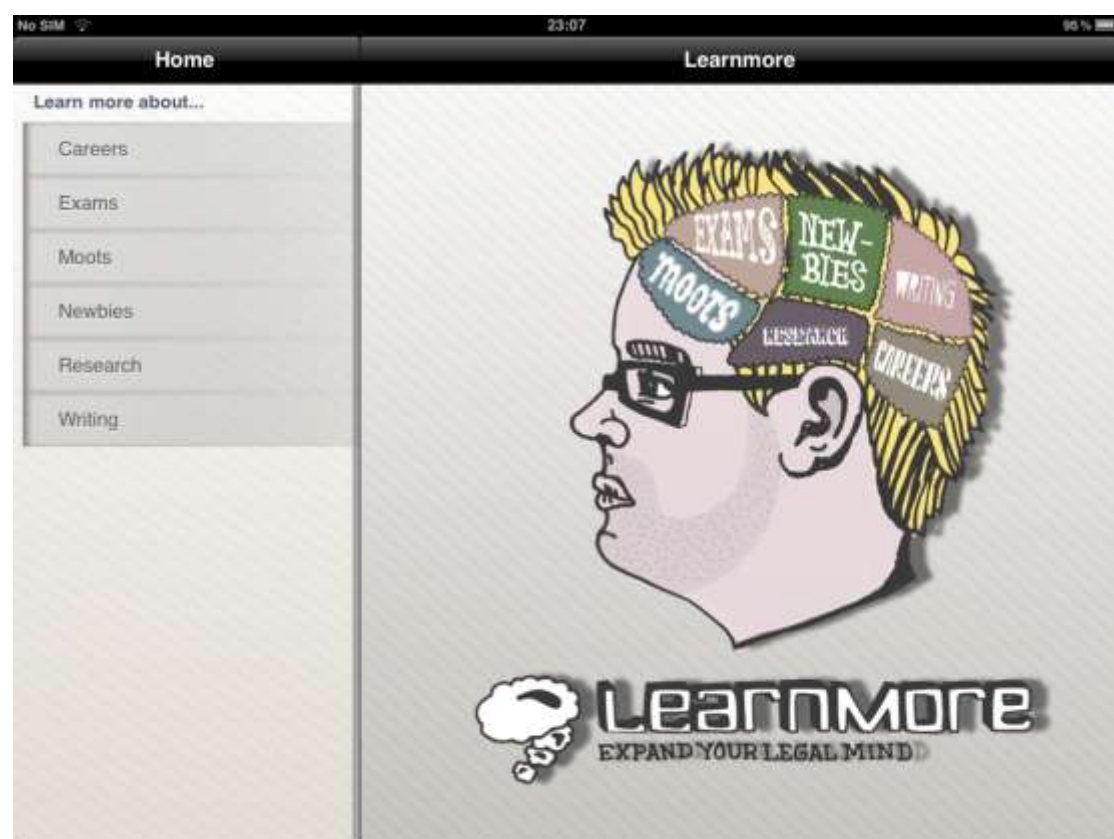 No SIM 23:07 95 %
Home Learnmore
Learn more about...
Careers
Exams
Moots
Newbies
Research
Writing
EXAMS
NEW-
BIES
WRITING
MOOTS
RESEARCH
CAREERS
LearnMore
EXPAND YOUR LEGAL MIND